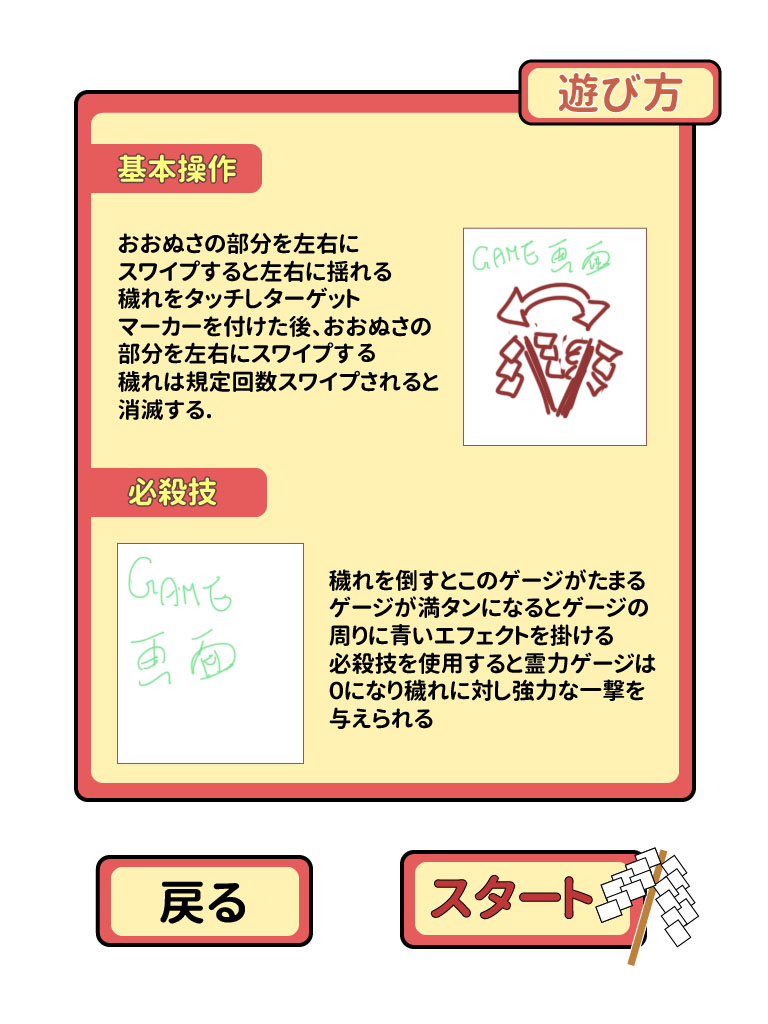 遊び方
基本操作
おおぬさの部分を左右に
スワイプすると左右に揺れる
穢れをタッチしターゲット
マーカーを付けた後、おおぬさの
部分を左右にスワイプする
穢れは規定回数スワイプされると
消滅する.
GAME 画面
必殺技
GAME
画面
穢れを倒すとこのゲージがたまる
ゲージが満タンになるとゲージの
周りに青いエフェクトを掛ける
必殺技を使用すると霊力ゲージは
0になり穢れに対し強力な一撃を
与えられる
戻る
スタート